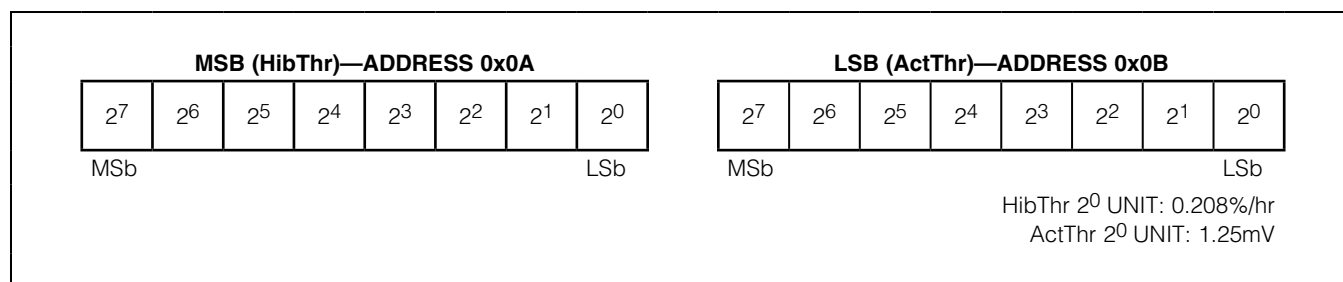 MSB (HibThr)—ADDRESS 0x0A
2⁷ 2⁶ 2⁵ 2⁴ 2³ 2² 2¹ 2⁰
MSb LSb
LSB (ActThr)—ADDRESS 0x0B
2⁷ 2⁶ 2⁵ 2⁴ 2³ 2² 2¹ 2⁰
MSb LSb
HibThr 2⁰ UNIT: 0.208%/hr
ActThr 2⁰ UNIT: 1.25mV